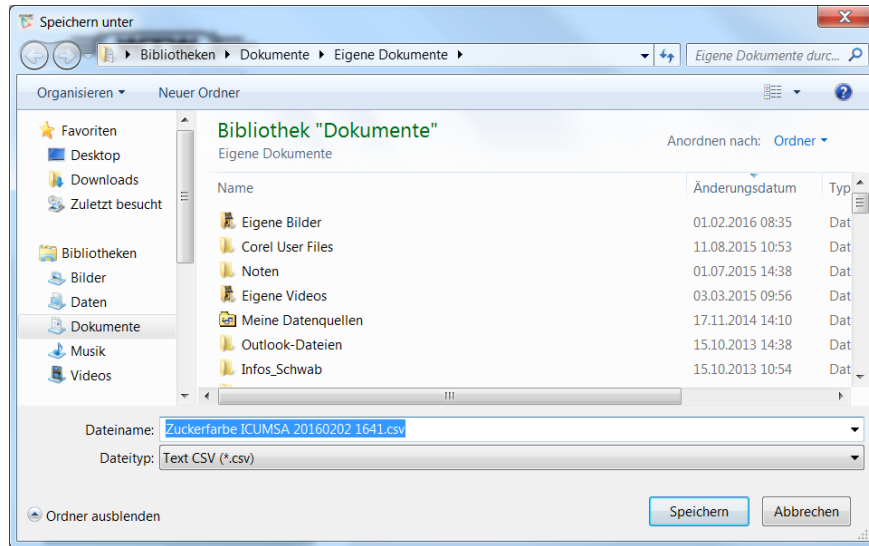 Speichern unter
Bibliotheken ▸ Dokumente ▸ Eigene Dokumente ▸
Eigene Dokumente durc...
Organisieren
Neuer Ordner
Favoriten
Desktop
Downloads
Zuletzt besucht
Bibliotheken
Bilder
Daten
Dokumente
Musik
Videos
Bibliothek "Dokumente"
Eigene Dokumente
Anordnen nach: Ordner
Name Änderungsdatum Typ
Eigene Bilder 01.02.2016 08:35 Dat
Corel User Files 11.08.2015 10:53 Dat
Noten 01.07.2015 14:38 Dat
Eigene Videos 03.03.2015 09:56 Dat
Meine Datenquellen 17.11.2014 14:10 Dat
Outlook-Dateien 15.10.2013 14:38 Dat
Infos_Schwab 15.10.2013 10:54 Dat
Dateiname: Zuckerfarbe ICUMSA 20160202 1641.csv
Dateityp: Text CSV (*.csv)
Ordner ausblenden
Speichern
Abbrechen